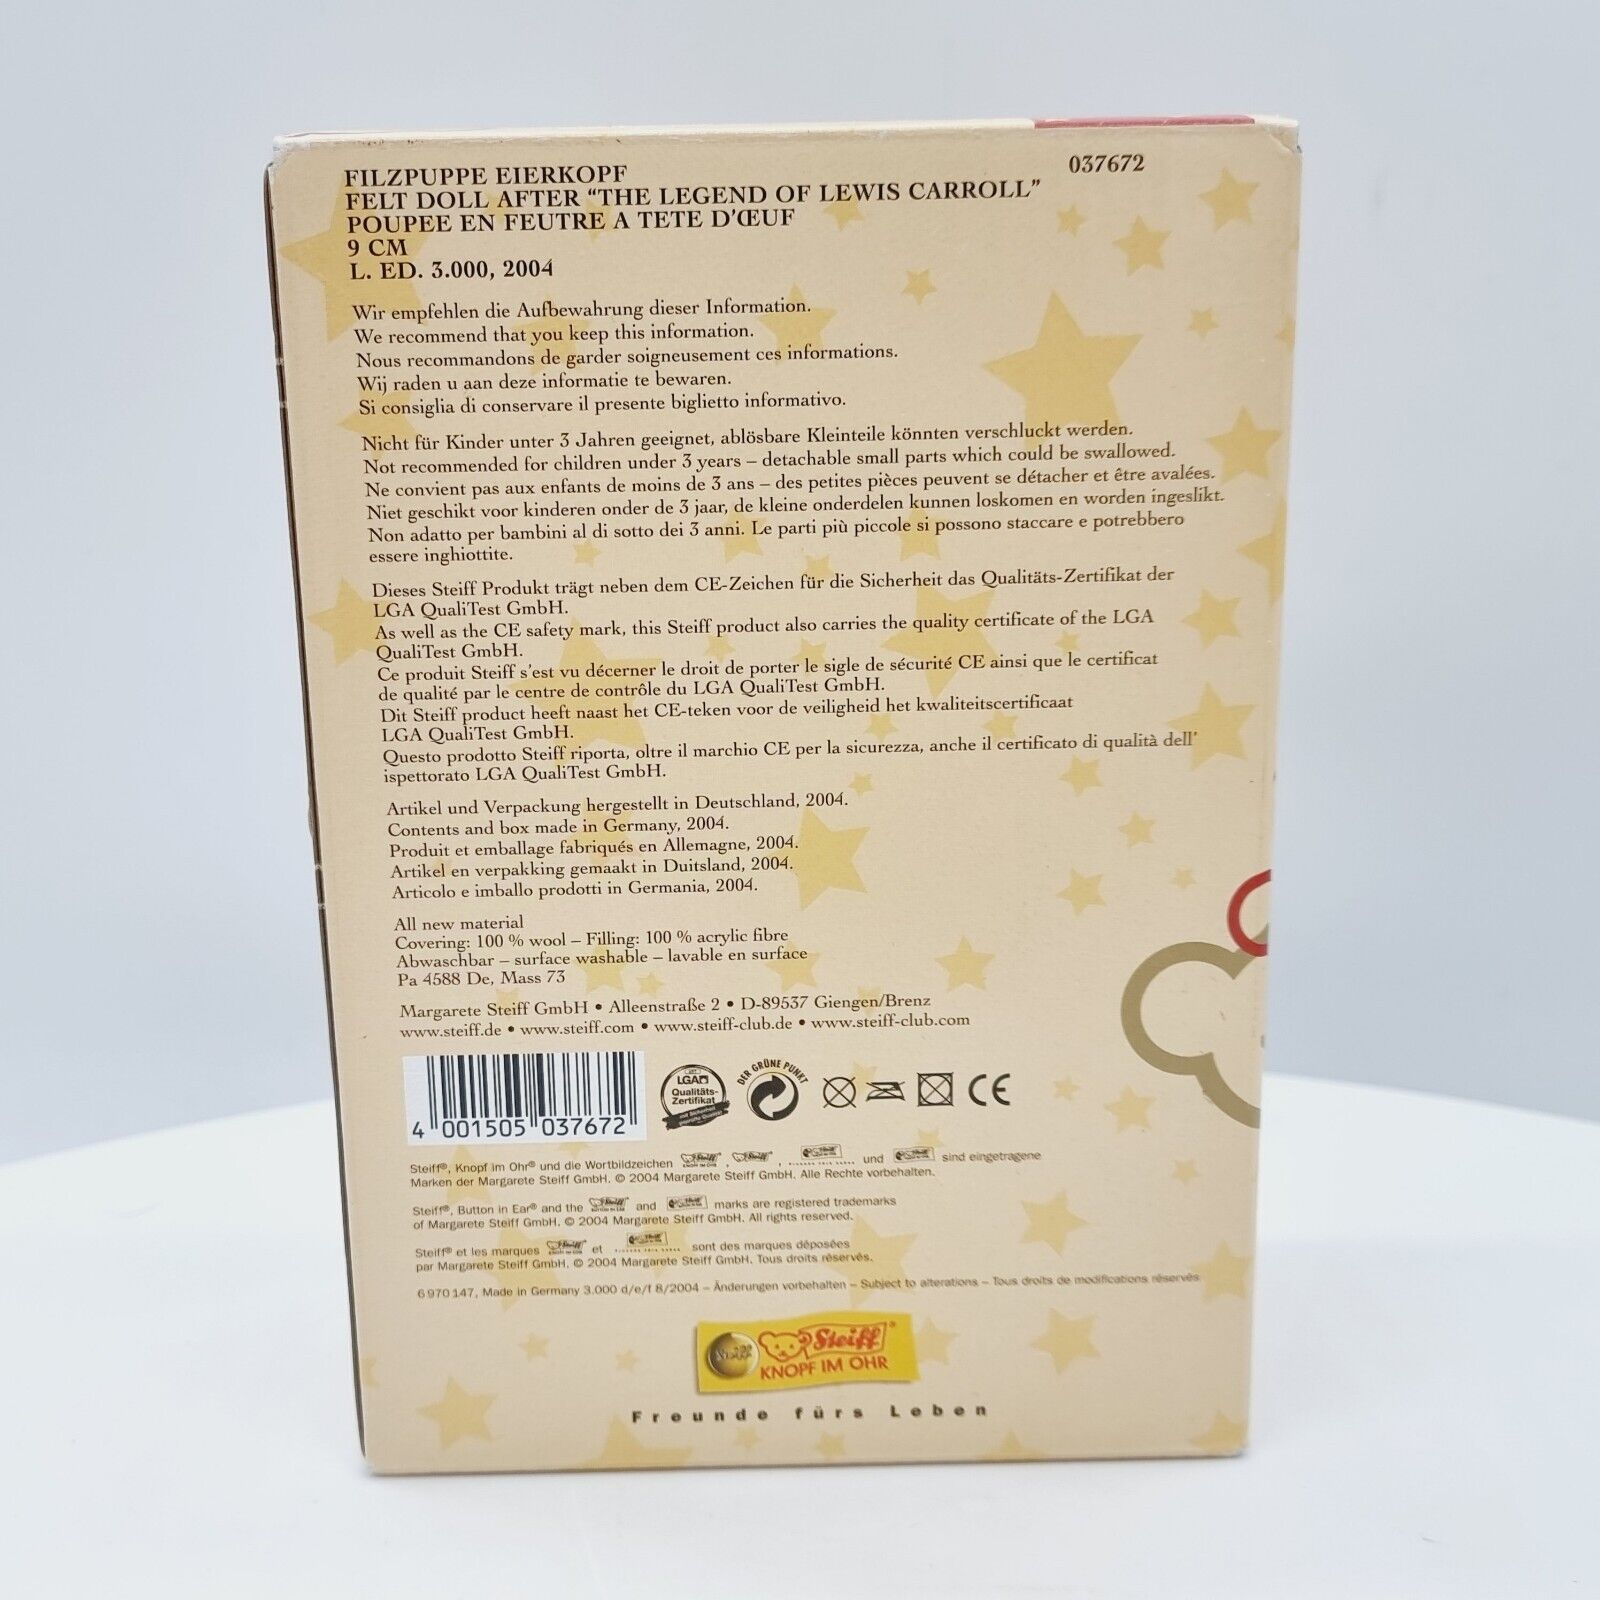 FILZPUPPE EIERKOPF
037672
FELT DOLL AFTER “THE LEGEND OF LEWIS CARROLL”
POUPEE EN FEUTRE A TETE D’ŒUF
9 CM
L. ED. 3.000, 2004
Wir empfehlen die Aufbewahrung dieser Information.
We recommend that you keep this information.
Nous recommandons de garder soigneusement ces informations.
Wij raden u aan deze informatie te bewaren.
Si consiglia di conservare il presente biglietto informativo.
Nicht für Kinder unter 3 Jahren geeignet, ablösbare Kleinteile könnten verschluckt werden.
Not recommended for children under 3 years – detachable small parts which could be swallowed.
Ne convient pas aux enfants de moins de 3 ans – des petites pièces peuvent se détacher et être avalées.
Niet geschikt voor kinderen onder de 3 jaar, de kleine onderdelen kunnen loskomen en worden ingeslikt.
Non adatto per bambini al di sotto dei 3 anni. Le parti più piccole si possono staccare e potrebbero
essere inghiottite.
Dieses Steiff Produkt trägt neben dem CE-Zeichen für die Sicherheit das Qualitäts-Zertifikat der
LGA QualiTest GmbH.
As well as the CE safety mark, this Steiff product also carries the quality certificate of the LGA
QualiTest GmbH.
Ce produit Steiff s’est vu décerner le droit de porter le sigle de sécurité CE ainsi que le certificat
de qualité par le centre de contrôle du LGA QualiTest GmbH.
Dit Steiff product heeft naast het CE-teken voor de veiligheid het kwaliteitscertificaat
LGA QualiTest GmbH.
Questo prodotto Steiff riporta, oltre il marchio CE per la sicurezza, anche il certificato di qualità dell’
ispettorato LGA QualiTest GmbH.
Artikel und Verpackung hergestellt in Deutschland, 2004.
Contents and box made in Germany, 2004.
Produit et emballage fabriqués en Allemagne, 2004.
Artikel en verpakking gemaakt in Duitsland, 2004.
Articolo e imballo prodotti in Germania, 2004.
All new material
Covering: 100 % wool – Filling: 100 % acrylic fibre
Abwaschbar – surface washable – lavable en surface
Pa 4588 De, Mass 73
Margarete Steiff GmbH • Alleenstraße 2 • D-89537 Giengen/Brenz
www.steiff.de • www.steiff.com • www.steiff-club.de • www.steiff-club.com
4 001505 037672
LGA
Qualitäts-
Zertifikat
DER GRÜNE PUNKT
CE
Steiff®, Knopf im Ohr® und die Wortbildzeichen Steiff KNOPF IM OHR, Steiff, und sind eingetragene
Marken der Margarete Steiff GmbH. © 2004 Margarete Steiff GmbH. Alle Rechte vorbehalten.
Steiff®, Button in Ear® and the Steiff and marks are registered trademarks
of Margarete Steiff GmbH. © 2004 Margarete Steiff GmbH. All rights reserved.
Steiff® et les marques Steiff KNOPF IM OHR et sont des marques déposées
par Margarete Steiff GmbH. © 2004 Margarete Steiff GmbH. Tous droits réservés.
6 970 147, Made in Germany 3.000 d/e/f 8/2004 – Änderungen vorbehalten – Subject to alterations – Tous droits de modifications réservés
Steiff®
KNOPF IM OHR
Freunde fürs Leben